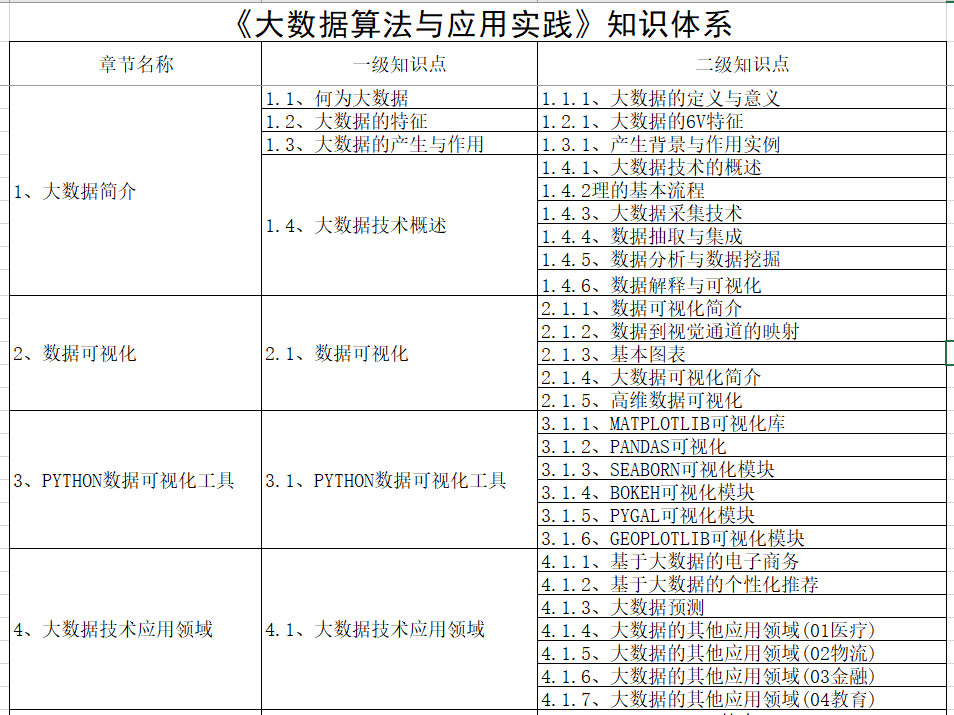 《大数据算法与应用实践》知识体系
章节名称 一级知识点 二级知识点
1、大数据简介
1.1、何为大数据 1.1.1、大数据的定义与意义
1.2、大数据的特征 1.2.1、大数据的6V特征
1.3、大数据的产生与作用 1.3.1、产生背景与作用实例
1.4、大数据技术概述
1.4.1、大数据技术的概述
1.4.2理的基本流程
1.4.3、大数据采集技术
1.4.4、数据抽取与集成
1.4.5、数据分析与数据挖掘
1.4.6、数据解释与可视化
2、数据可视化 2.1、数据可视化
2.1.1、数据可视化简介
2.1.2、数据到视觉通道的映射
2.1.3、基本图表
2.1.4、大数据可视化简介
2.1.5、高维数据可视化
3、PYTHON数据可视化工具 3.1、PYTHON数据可视化工具
3.1.1、MATPLOTLIB可视化库
3.1.2、PANDAS可视化
3.1.3、SEABORN可视化模块
3.1.4、BOKEH可视化模块
3.1.5、PYGAL可视化模块
3.1.6、GEOPLOTLIB可视化模块
4、大数据技术应用领域 4.1、大数据技术应用领域
4.1.1、基于大数据的电子商务
4.1.2、基于大数据的个性化推荐
4.1.3、大数据预测
4.1.4、大数据的其他应用领域(01医疗)
4.1.5、大数据的其他应用领域(02物流)
4.1.6、大数据的其他应用领域(03金融)
4.1.7、大数据的其他应用领域(04教育)